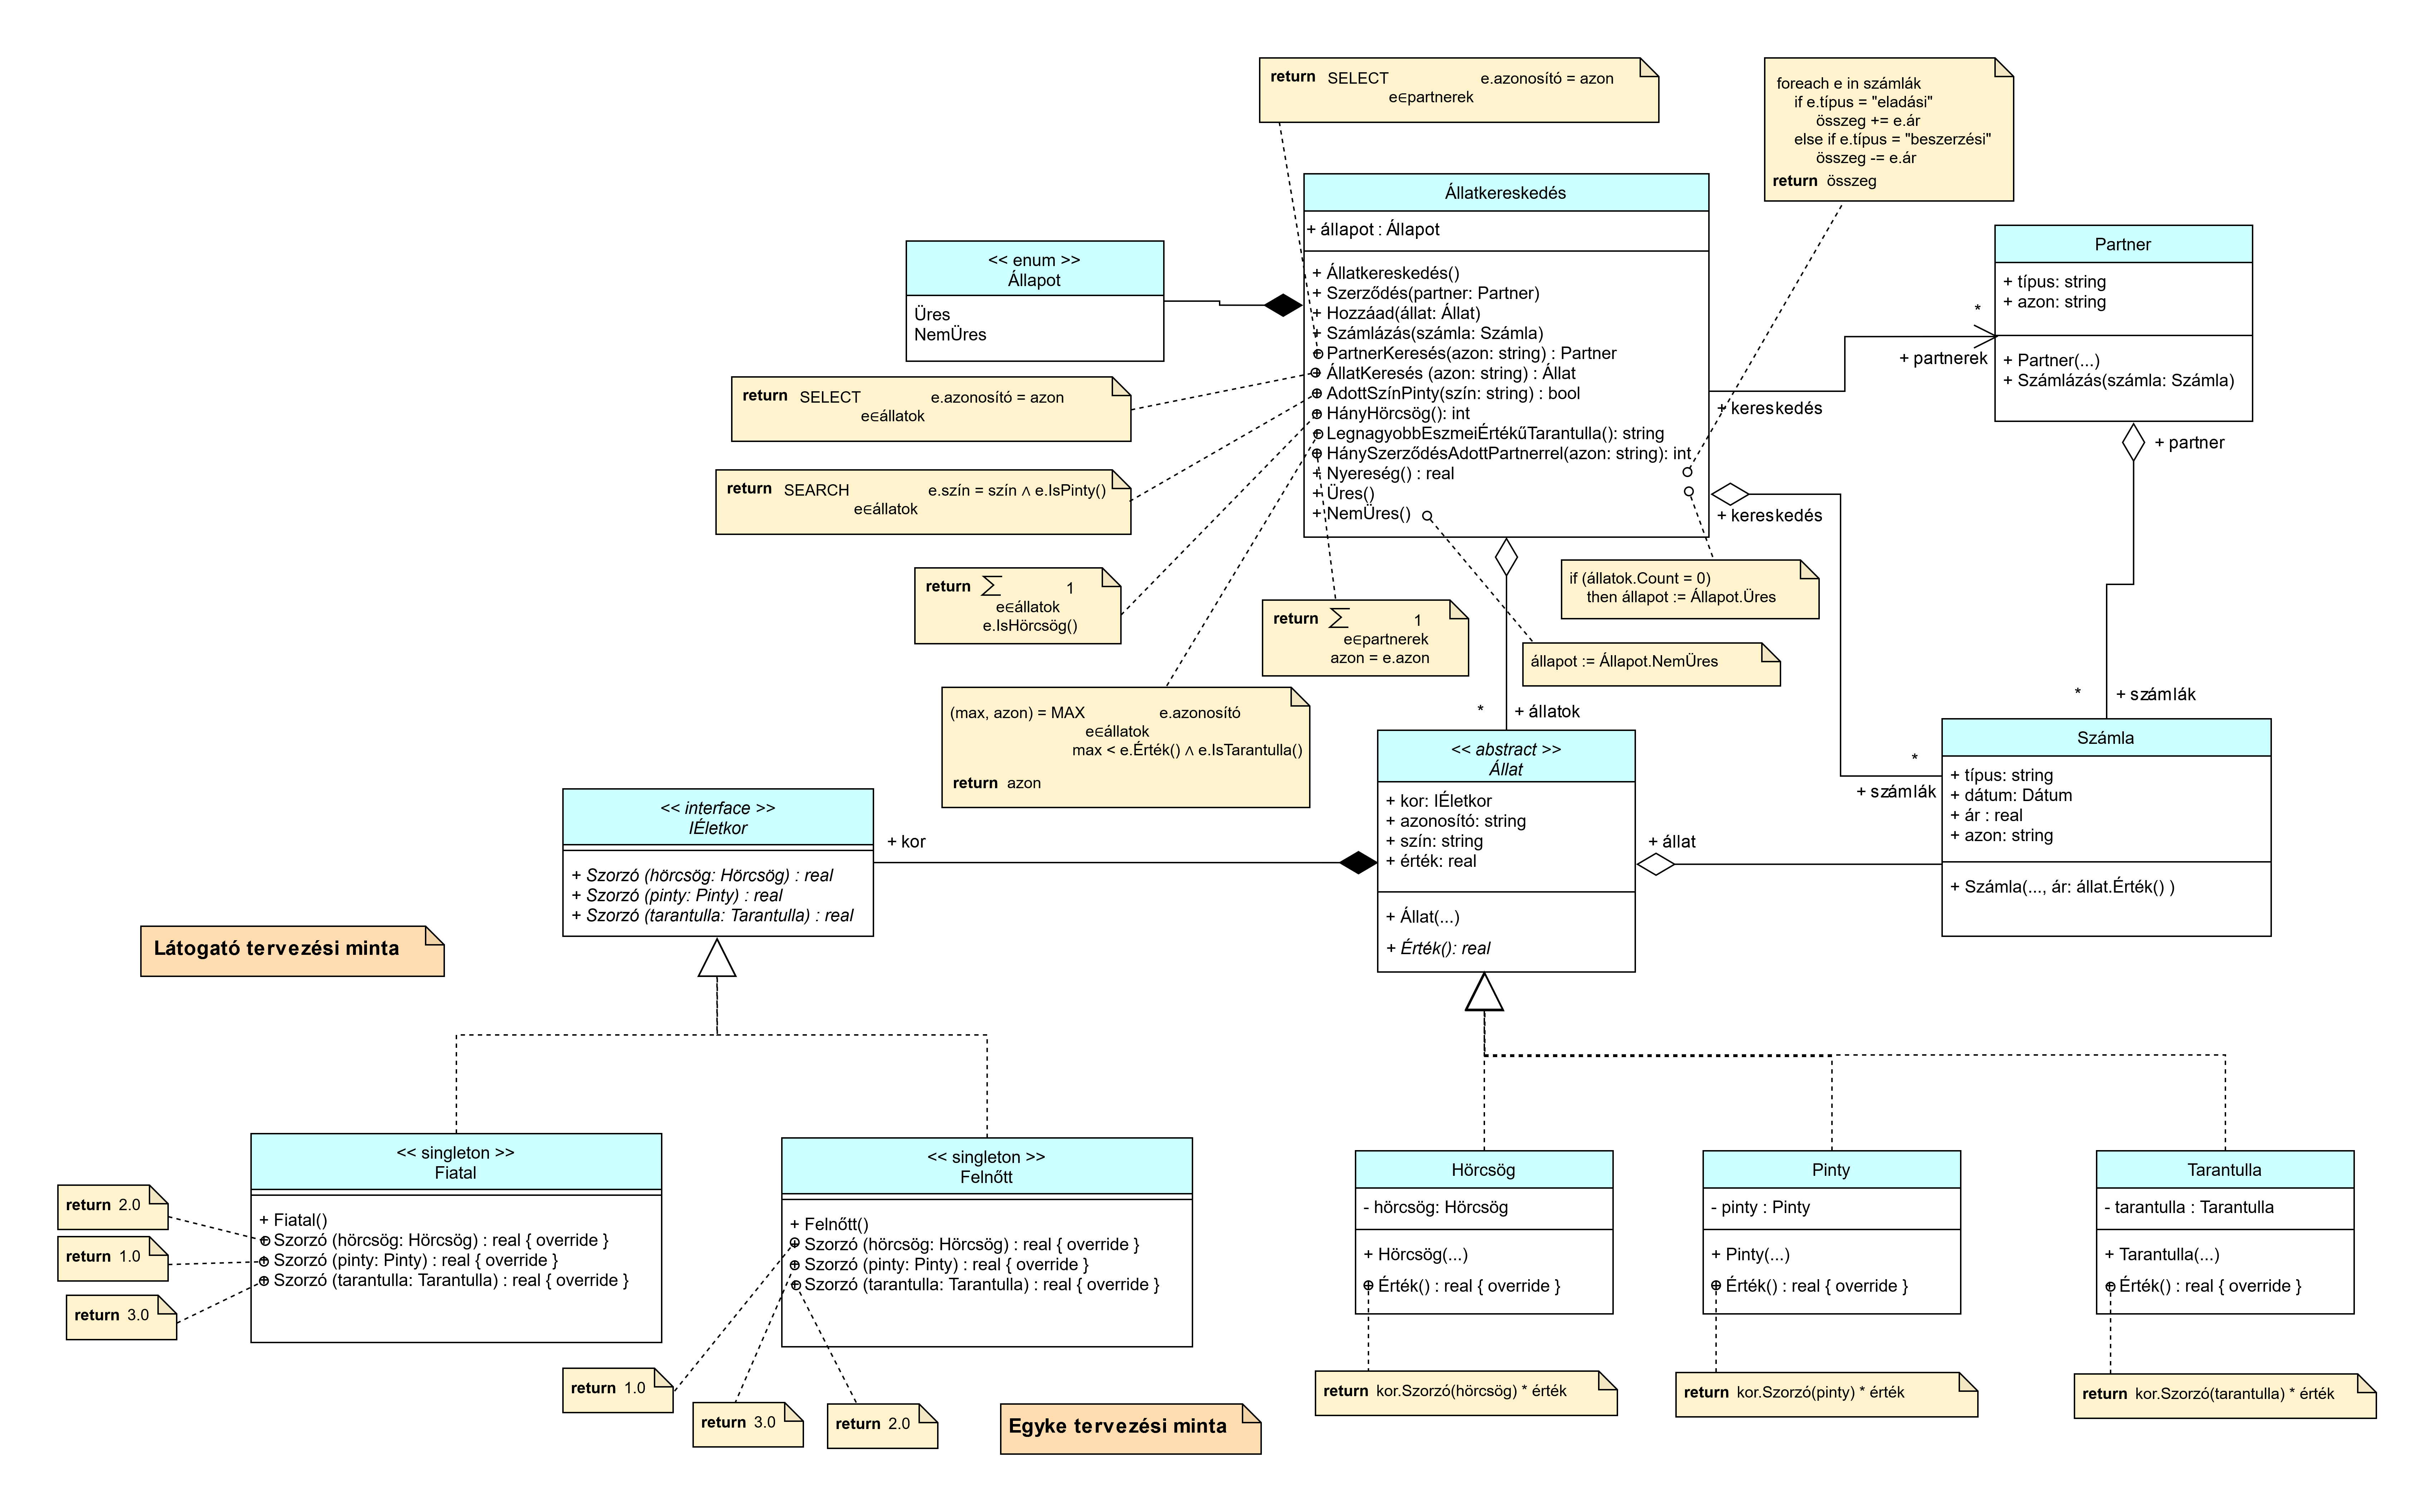 return SELECT e.azonosító = azon
e∈partnerek
foreach e in számlák
if e.típus = "eladási"
összeg += e.ár
else if e.típus = "beszerzési"
összeg -= e.ár
return összeg
Állatkereskedés
+ állapot : Állapot
+ Állatkereskedés()
+ Szerződés(partner: Partner)
+ Hozzáad(állat: Állat)
+ Számlázás(számla: Számla)
+ PartnerKeresés(azon: string) : Partner
+ ÁllatKeresés (azon: string) : Állat
+ AdottSzínPinty(szín: string) : bool
+ HányHörcsög(): int
+ LegnagyobbEszmeiÉrtékűTarantulla(): string
+ HánySzerződésAdottPartnerrel(azon: string): int
+ Nyereség() : real
+ Üres()
+ NemÜres()
<< enum >>
Állapot
Üres
NemÜres
Partner
+ típus: string
+ azon: string
+ Partner(...)
+ Számlázás(számla: Számla)
*
+ partnerek
+ kereskedés
+ partner
+ kereskedés
return SELECT e.azonosító = azon
e∈állatok
return SEARCH e.szín = szín ∧ e.IsPinty()
e∈állatok
return ∑ 1
e∈állatok
e.IsHörcsög()
return ∑ 1
e∈partnerek
azon = e.azon
if (állatok.Count = 0)
then állapot := Állapot.Üres
állapot := Állapot.NemÜres
(max, azon) = MAX e.azonosító
e∈állatok
max < e.Érték() ∧ e.IsTarantulla()
return azon
* + állatok
* + számlák
*
+ számlák
<< abstract >>
Állat
+ kor: IÉletkor
+ azonosító: string
+ szín: string
+ érték: real
+ Állat(...)
+ Érték(): real
+ állat
Számla
+ típus: string
+ dátum: Dátum
+ ár : real
+ azon: string
+ Számla(..., ár: állat.Érték() )
<< interface >>
IÉletkor
+ Szorzó (hörcsög: Hörcsög) : real
+ Szorzó (pinty: Pinty) : real
+ Szorzó (tarantulla: Tarantulla) : real
+ kor
Látogató tervezési minta
<< singleton >>
Fiatal
+ Fiatal()
+ Szorzó (hörcsög: Hörcsög) : real { override }
+ Szorzó (pinty: Pinty) : real { override }
+ Szorzó (tarantulla: Tarantulla) : real { override }
return 2.0
return 1.0
return 3.0
<< singleton >>
Felnőtt
+ Felnőtt()
+ Szorzó (hörcsög: Hörcsög) : real { override }
+ Szorzó (pinty: Pinty) : real { override }
+ Szorzó (tarantulla: Tarantulla) : real { override }
return 1.0
return 3.0
return 2.0
Egyke tervezési minta
Hörcsög
- hörcsög: Hörcsög
+ Hörcsög(...)
+ Érték() : real { override }
return kor.Szorzó(hörcsög) * érték
Pinty
- pinty : Pinty
+ Pinty(...)
+ Érték() : real { override }
return kor.Szorzó(pinty) * érték
Tarantulla
- tarantulla : Tarantulla
+ Tarantulla(...)
+ Érték() : real { override }
return kor.Szorzó(tarantulla) * érték